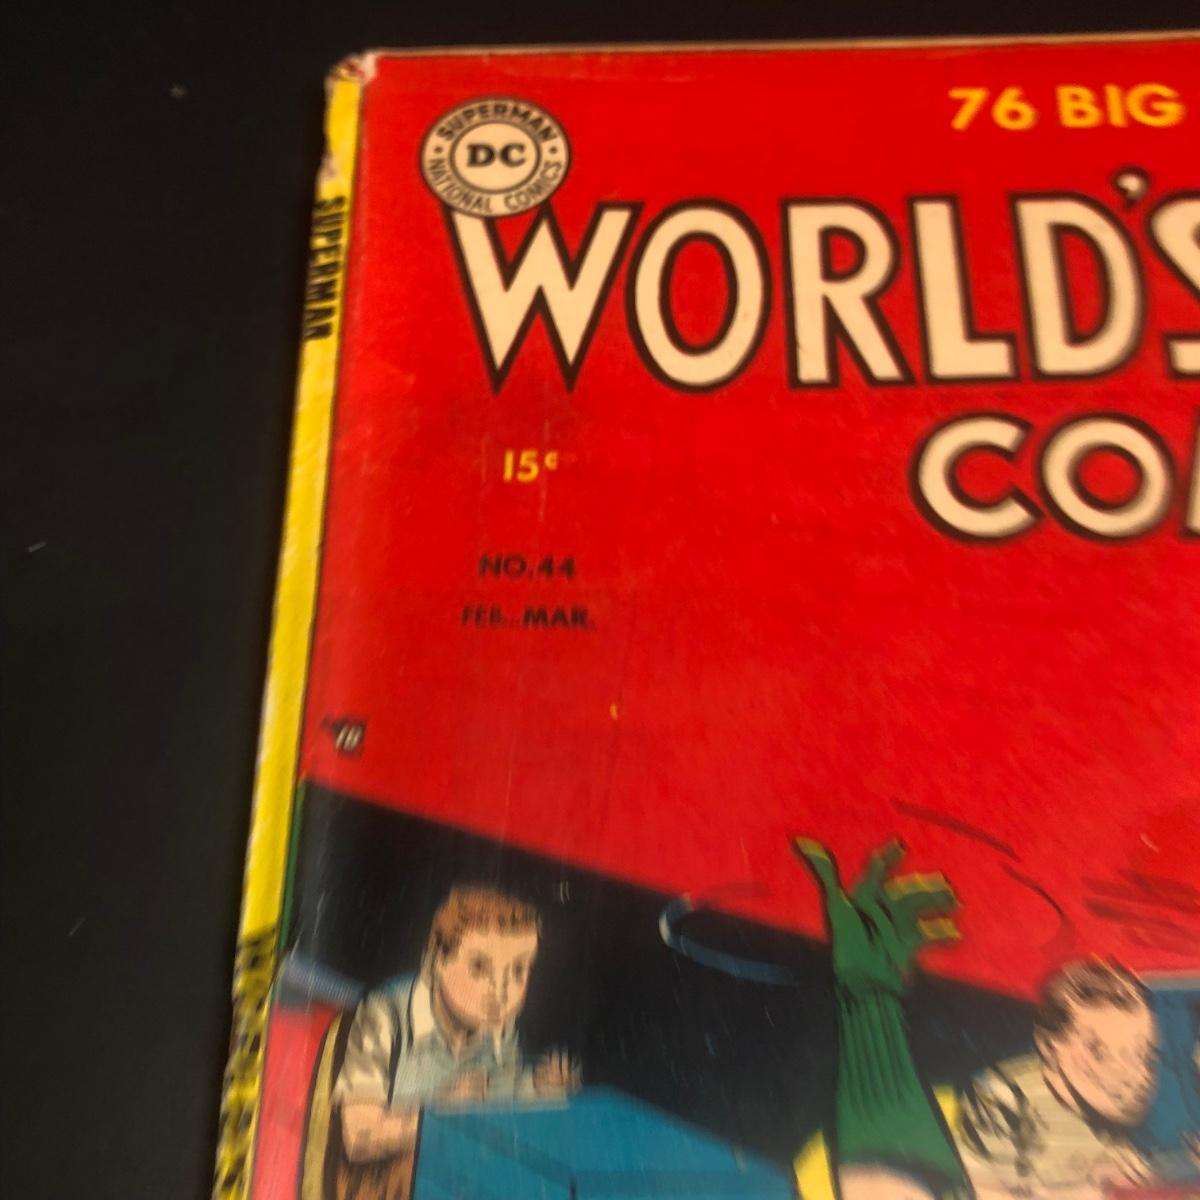 76 BIG
SUPERMAN
DC
NATIONAL COMICS
WORLD'S
CO
15¢
NO.44
FEB.-MAR.
SUPERMAN